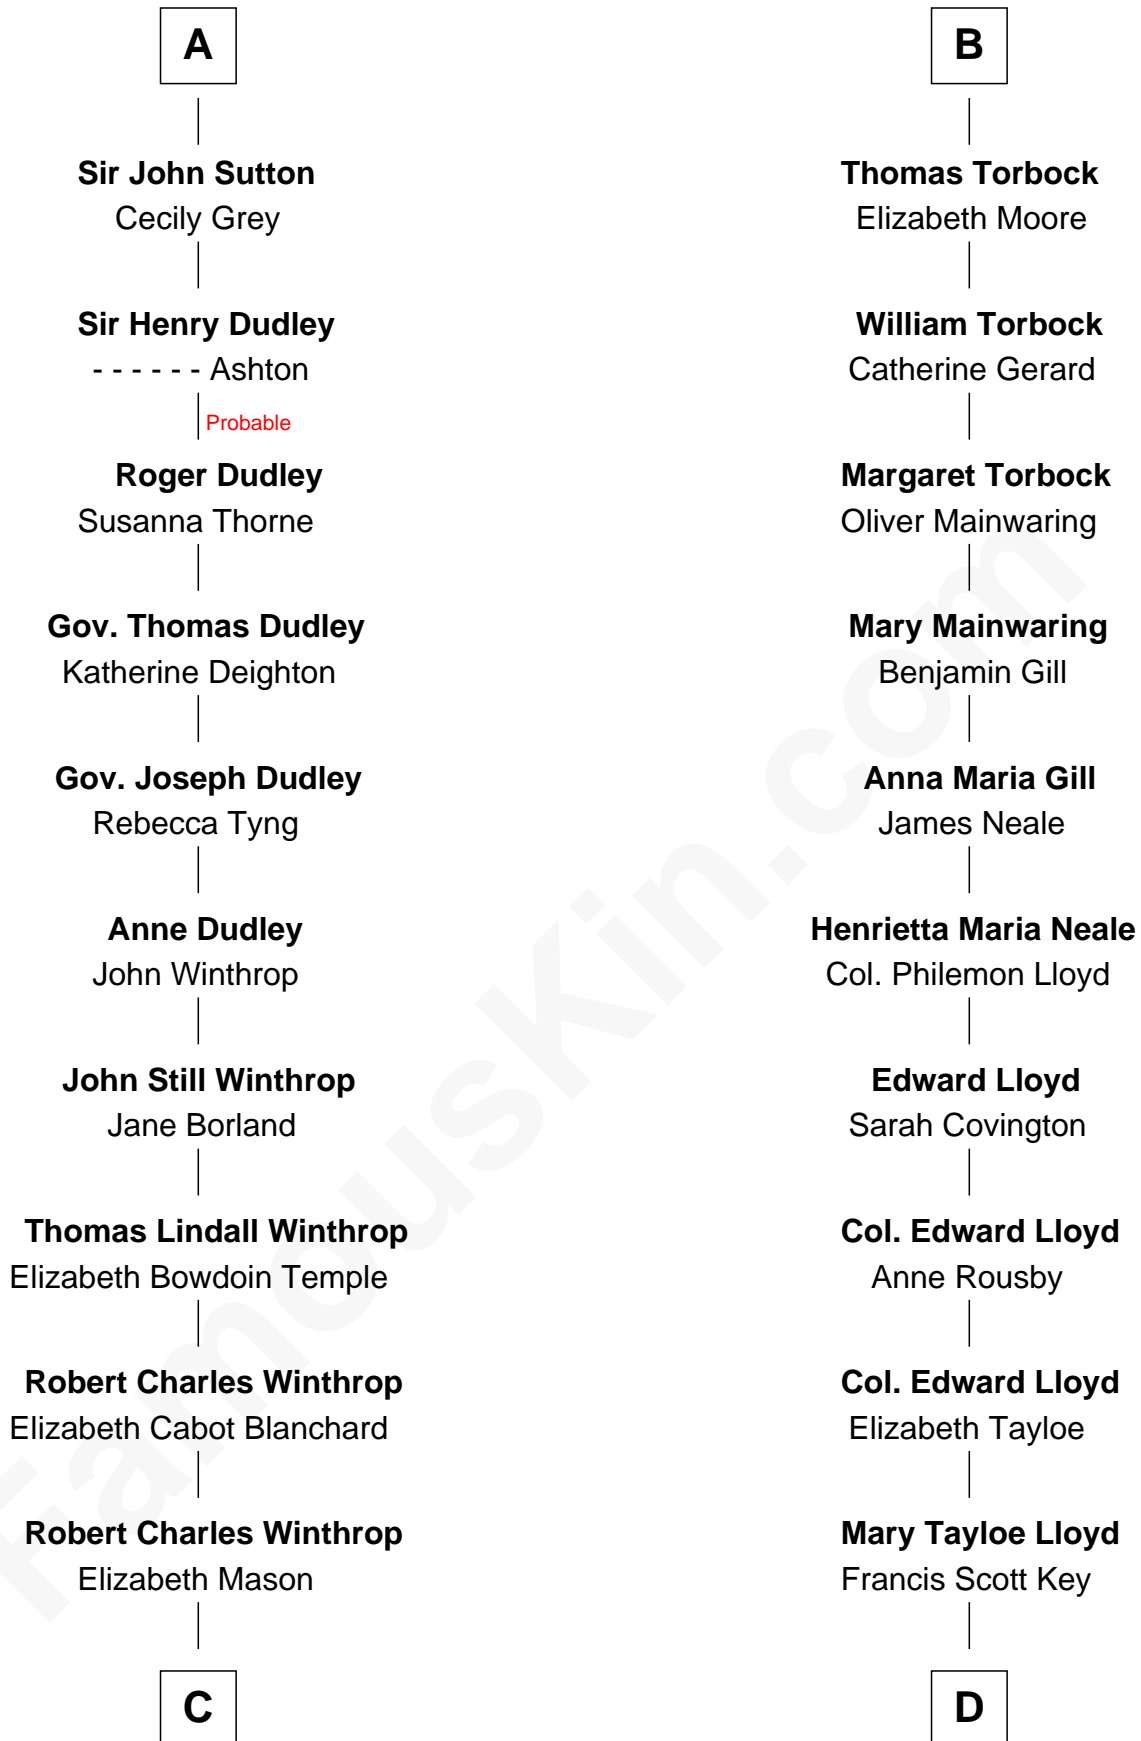 A
Sir John Sutton
Cecily Grey
Sir Henry Dudley
- - - - - - Ashton
Probable
Roger Dudley
Susanna Thorne
Gov. Thomas Dudley
Katherine Deighton
Gov. Joseph Dudley
Rebecca Tyng
Anne Dudley
John Winthrop
John Still Winthrop
Jane Borland
Thomas Lindall Winthrop
Elizabeth Bowdoin Temple
Robert Charles Winthrop
Elizabeth Cabot Blanchard
Robert Charles Winthrop
Elizabeth Mason
C
B
Thomas Torbock
Elizabeth Moore
William Torbock
Catherine Gerard
Margaret Torbock
Oliver Mainwaring
Mary Mainwaring
Benjamin Gill
Anna Maria Gill
James Neale
Henrietta Maria Neale
Col. Philemon Lloyd
Edward Lloyd
Sarah Covington
Col. Edward Lloyd
Anne Rousby
Col. Edward Lloyd
Elizabeth Tayloe
Mary Tayloe Lloyd
Francis Scott Key
D
FamousKin.com